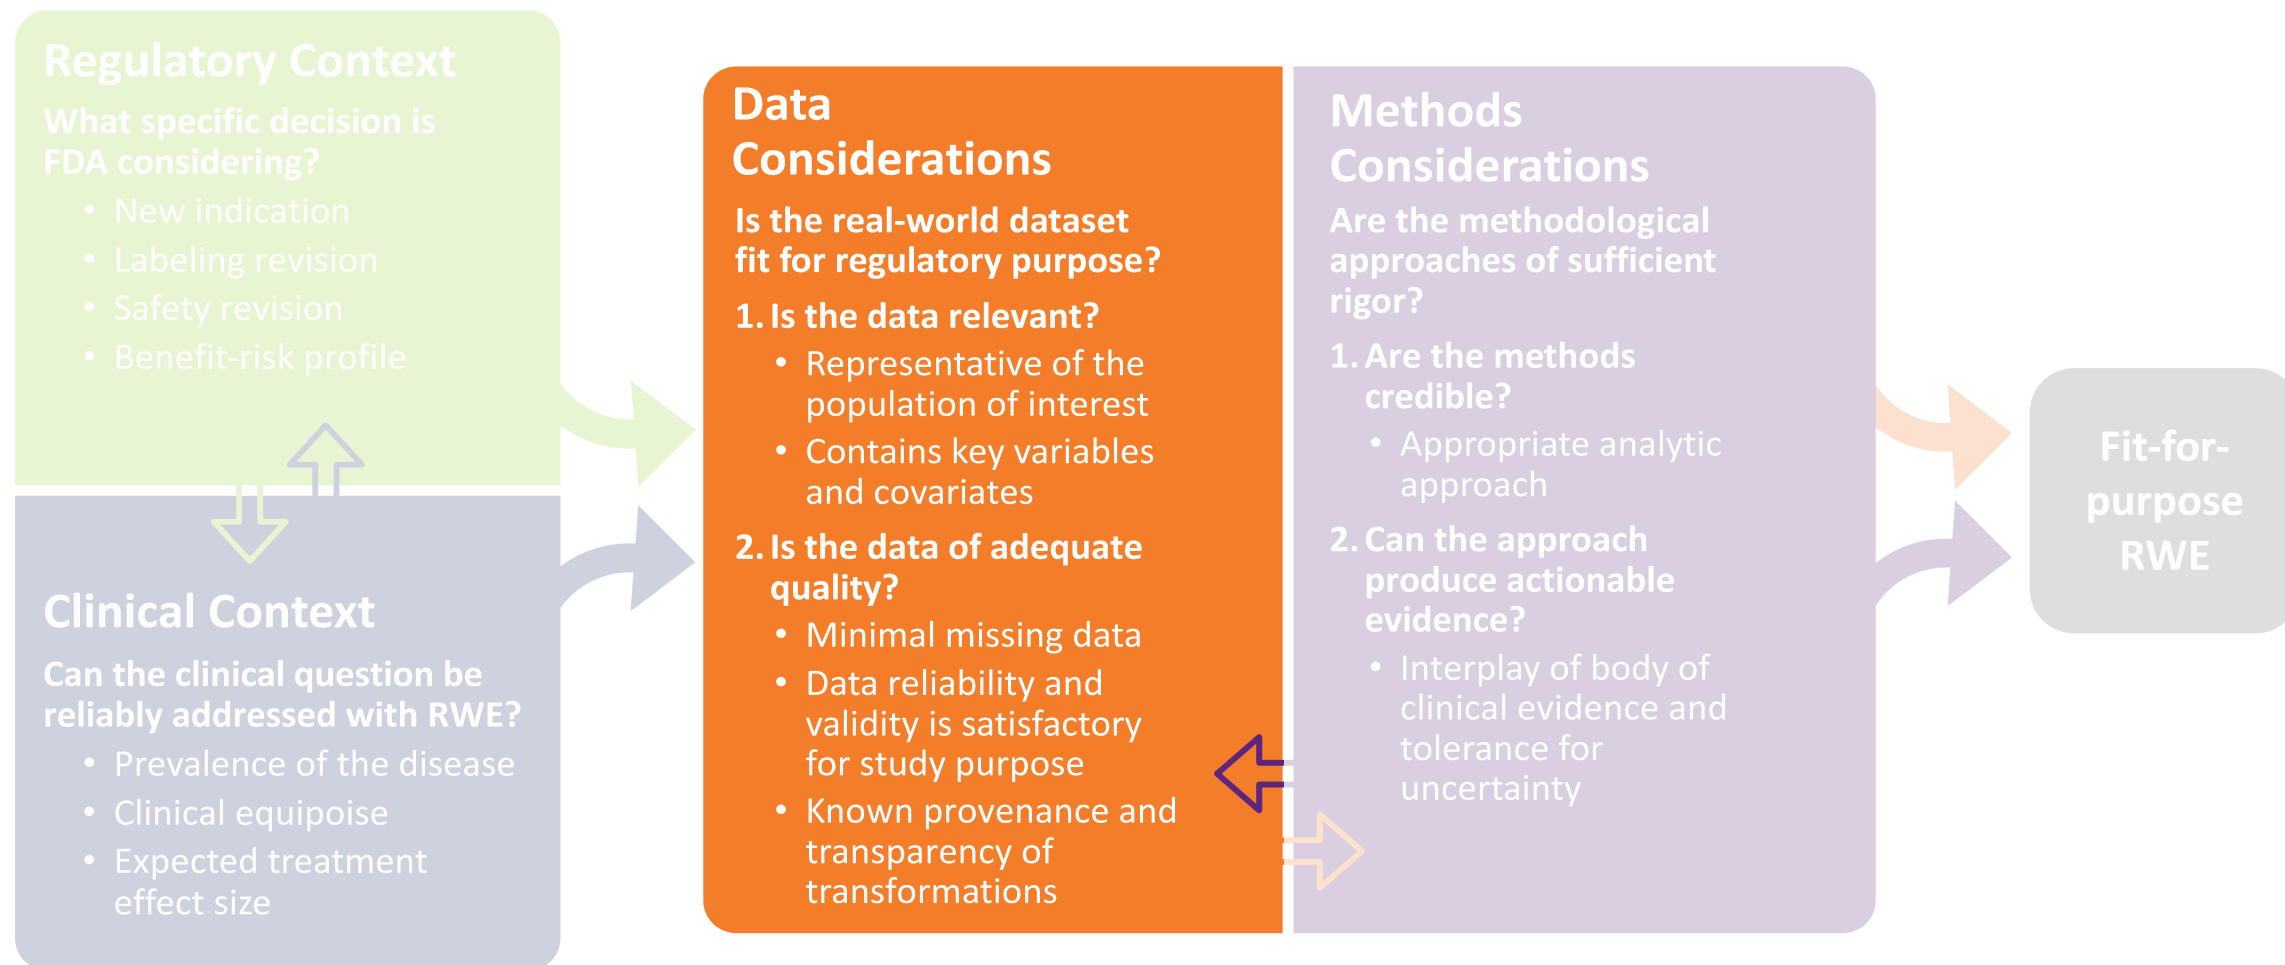 Regulatory Context
What specific decision is
FDA considering?
• New indication
• Labeling revision
• Safety revision
• Benefit-risk profile
Clinical Context
Can the clinical question be
reliably addressed with RWE?
• Prevalence of the disease
• Clinical equipoise
• Expected treatment
effect size
Data
Considerations
Is the real-world dataset
fit for regulatory purpose?
1. Is the data relevant?
• Representative of the
population of interest
• Contains key variables
and covariates
2. Is the data of adequate
quality?
• Minimal missing data
• Data reliability and
validity is satisfactory
for study purpose
• Known provenance and
transparency of
transformations
Methods
Considerations
Are the methodological
approaches of sufficient
rigor?
1. Are the methods
credible?
• Appropriate analytic
approach
2. Can the approach
produce actionable
evidence?
• Interplay of body of
clinical evidence and
tolerance for
uncertainty
Fit-for-
purpose
RWE